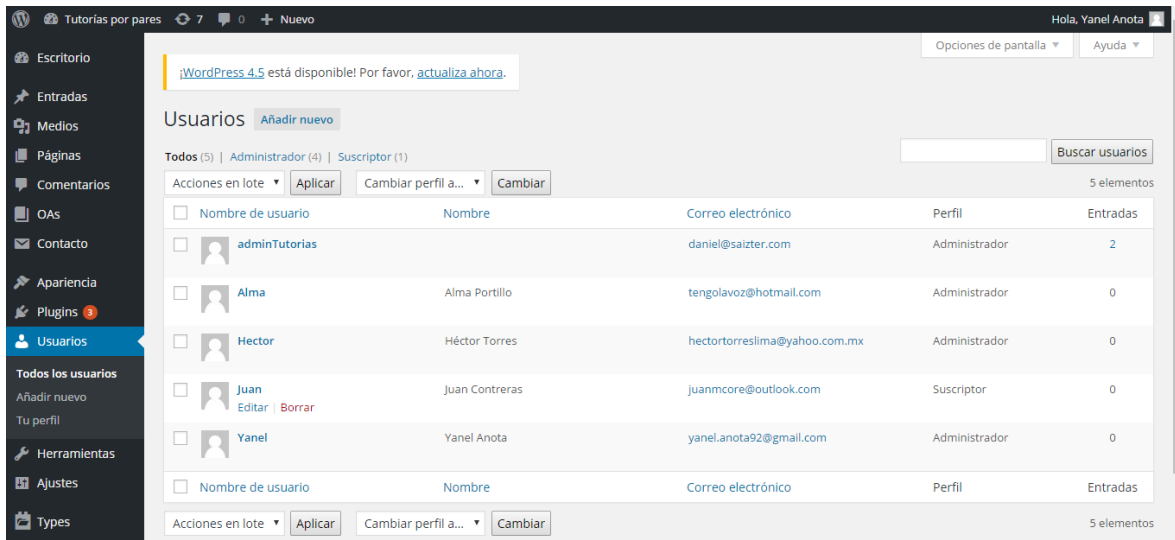 Tutorías por pares 7 0 + Nuevo Hola, Yanel Anota
Opciones de pantalla ▼ Ayuda ▼
Escritorio
Entradas
Medios
Páginas
Comentarios
OAs
Contacto
Apariencia
Plugins 3
Usuarios
Todos los usuarios
Añadir nuevo
Tu perfil
Herramientas
Ajustes
Types
¡WordPress 4.5 está disponible! Por favor, actualiza ahora.
Usuarios Añadir nuevo
Todos (5) | Administrador (4) | Suscriptor (1)
Buscar usuarios
Acciones en lote ▼ Aplicar Cambiar perfil a... ▼ Cambiar 5 elementos
Nombre de usuario Nombre Correo electrónico Perfil Entradas
adminTutorias daniel@saizter.com Administrador 2
Alma Alma Portillo tengolavoz@hotmail.com Administrador 0
Hector Héctor Torres hectortorreslima@yahoo.com.mx Administrador 0
Juan Juan Contreras juanmcore@outlook.com Suscriptor 0
Editar | Borrar
Yanel Yanel Anota yanel.anota92@gmail.com Administrador 0
Nombre de usuario Nombre Correo electrónico Perfil Entradas
Acciones en lote ▼ Aplicar Cambiar perfil a... ▼ Cambiar 5 elementos